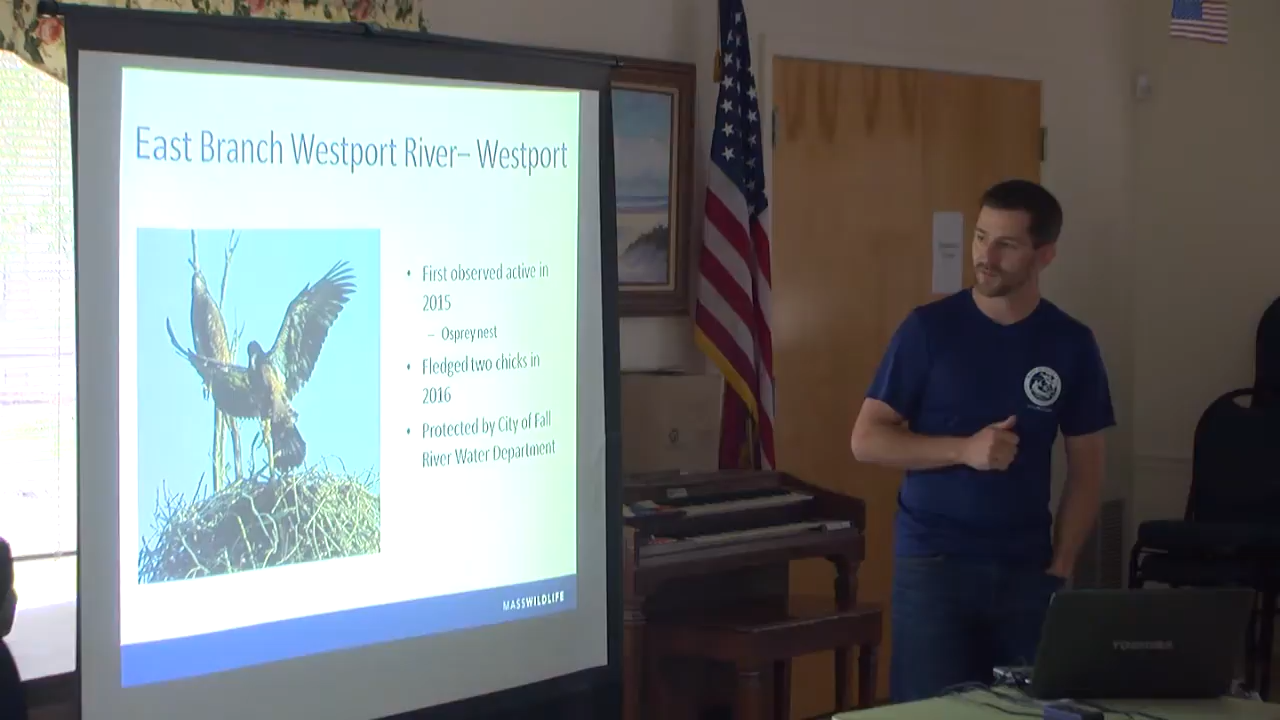 East Branch Westport River– Westport
• First observed active in
2015
– Osprey nest
• Fledged two chicks in
2016
• Protected by City of Fall
River Water Department
MASSWILDLIFE
TOSHIBA